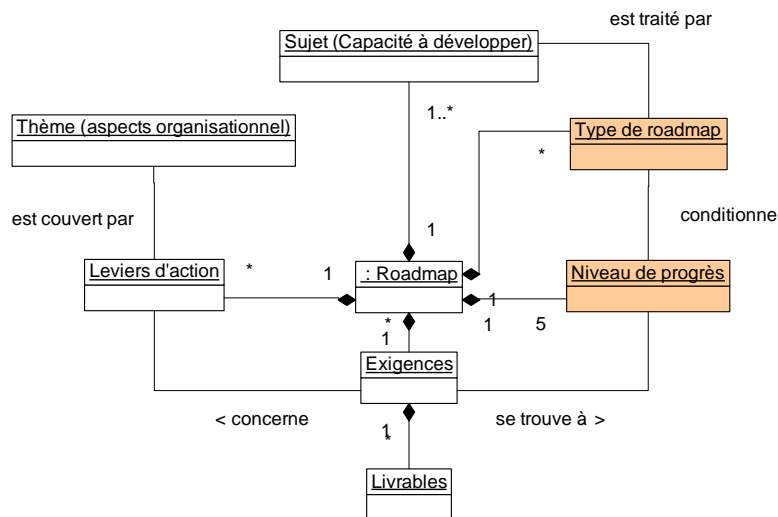 est traité par
Sujet (Capacité à développer)
1..*
Thème (aspects organisationnel)
Type de roadmap
*
est couvert par
conditionne
1
Leviers d'action
*
1
: Roadmap
Niveau de progrès
1
1
5
*
1
Exigences
< concerne
se trouve à >
1
*
Livrables